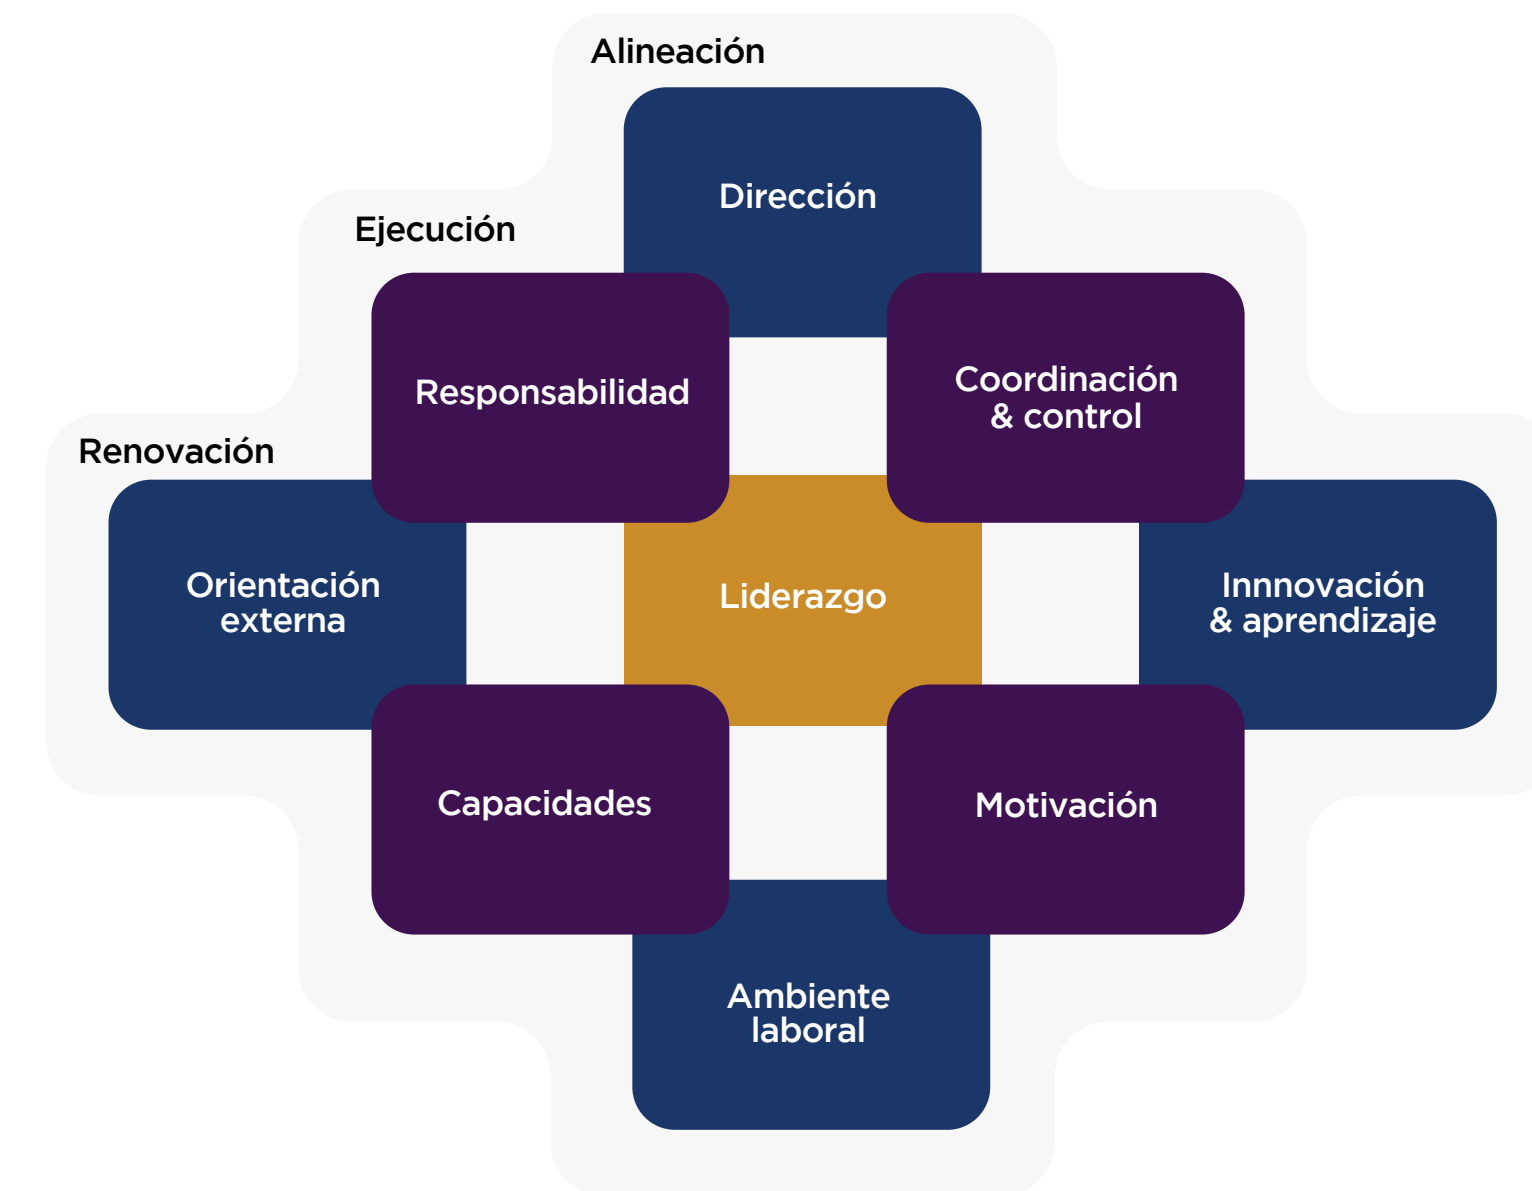 Alineación
Dirección
Ejecución
Responsabilidad
Coordinación
& control
Renovación
Orientación
externa
Liderazgo
Innnovación
& aprendizaje
Capacidades
Motivación
Ambiente
laboral